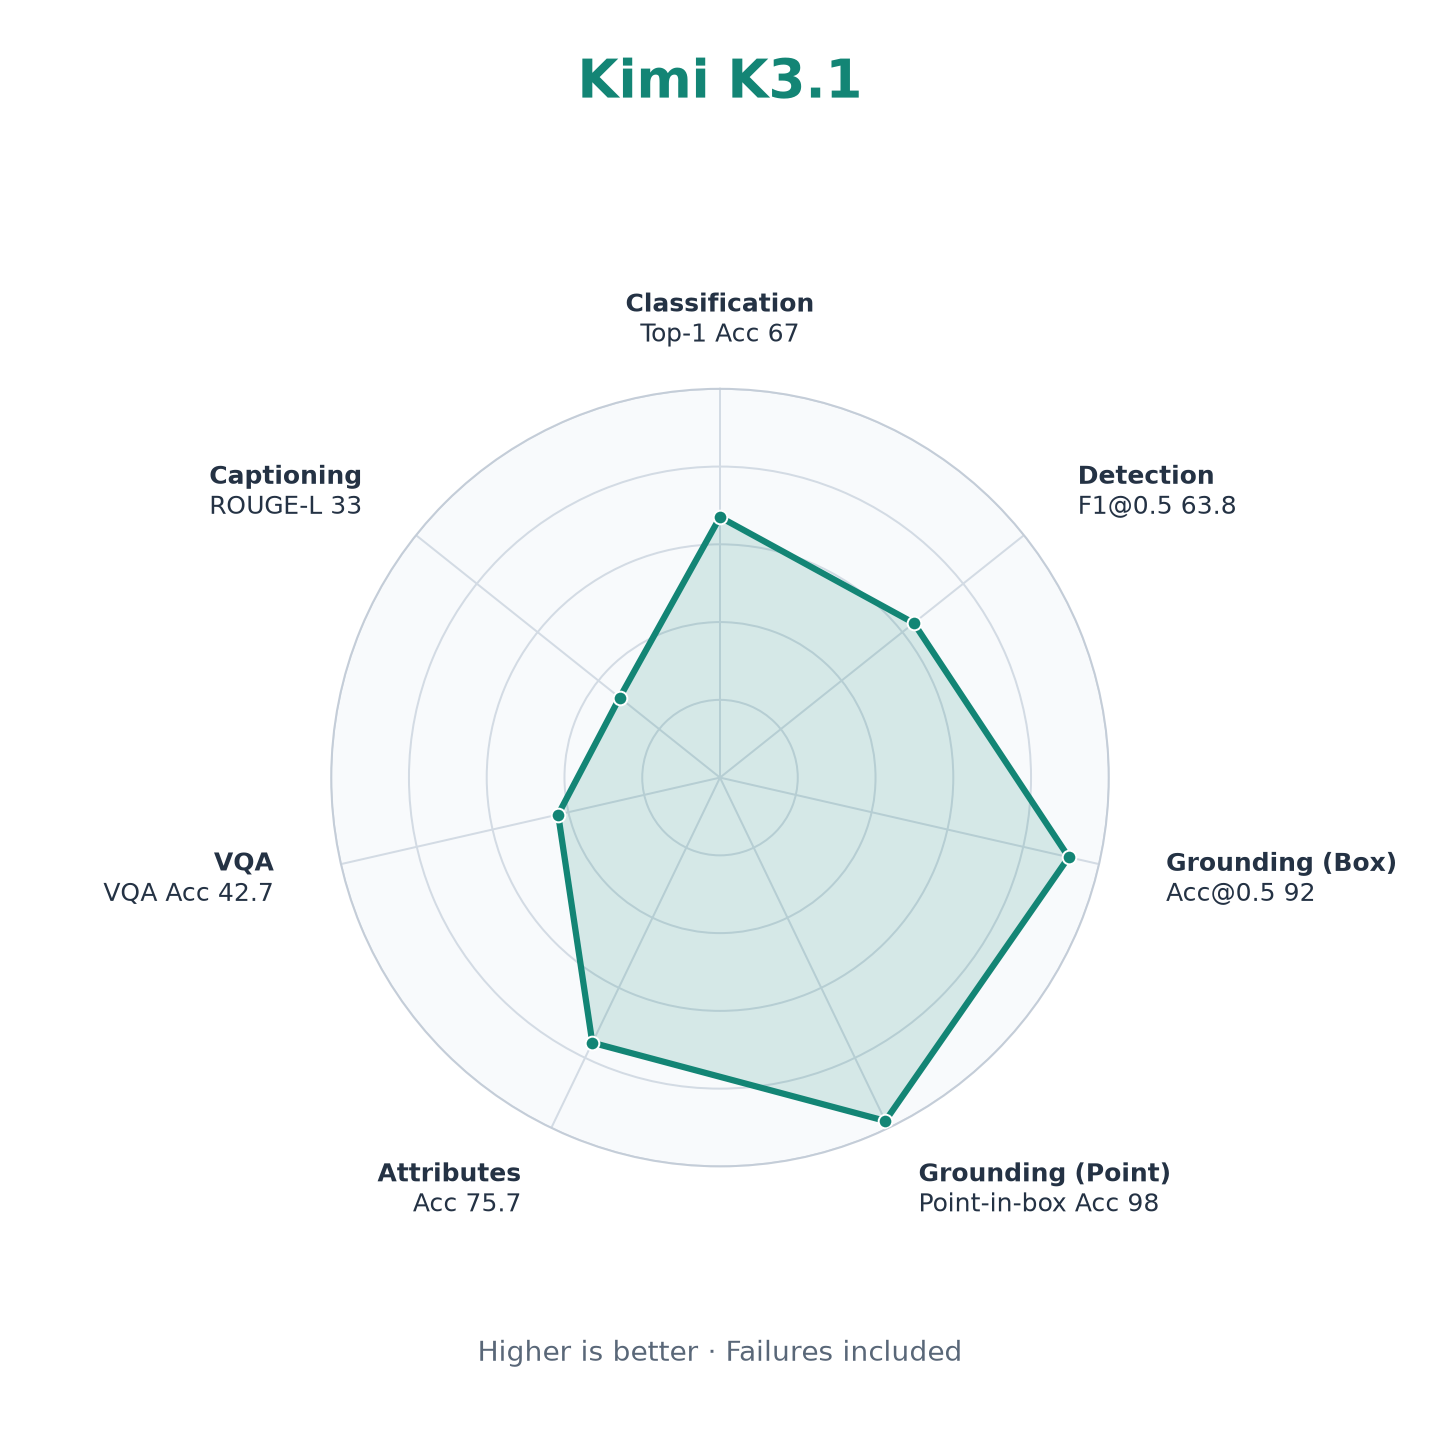 Kimi K3.1
Classification
Top-1 Acc 67
Captioning
ROUGE-L 33
Detection
F1@0.5 63.8
VQA
VQA Acc 42.7
Grounding (Box)
Acc@0.5 92
Attributes
Acc 75.7
Grounding (Point)
Point-in-box Acc 98
Higher is better · Failures included